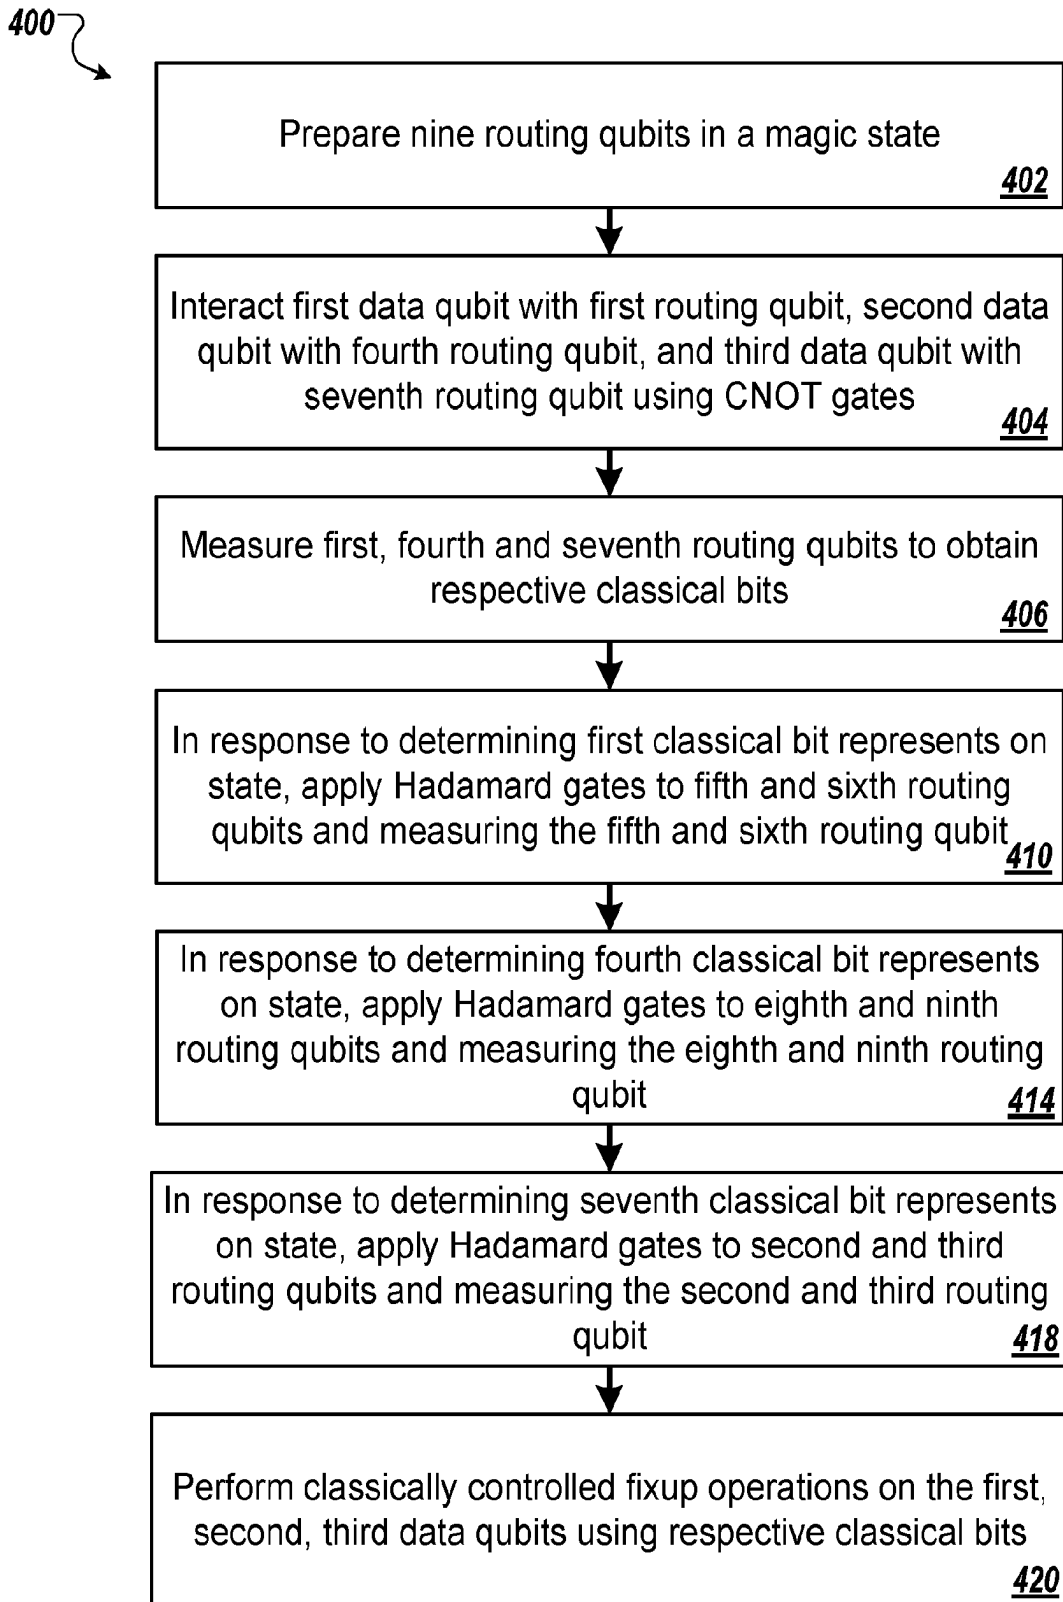 400
Prepare nine routing qubits in a magic state
402
Interact first data qubit with first routing qubit, second data
qubit with fourth routing qubit, and third data qubit with
seventh routing qubit using CNOT gates
404
Measure first, fourth and seventh routing qubits to obtain
respective classical bits
406
In response to determining first classical bit represents on
state, apply Hadamard gates to fifth and sixth routing
qubits and measuring the fifth and sixth routing qubit
410
In response to determining fourth classical bit represents
on state, apply Hadamard gates to eighth and ninth
routing qubits and measuring the eighth and ninth routing
qubit
414
In response to determining seventh classical bit represents
on state, apply Hadamard gates to second and third
routing qubits and measuring the second and third routing
qubit
418
Perform classically controlled fixup operations on the first,
second, third data qubits using respective classical bits
420